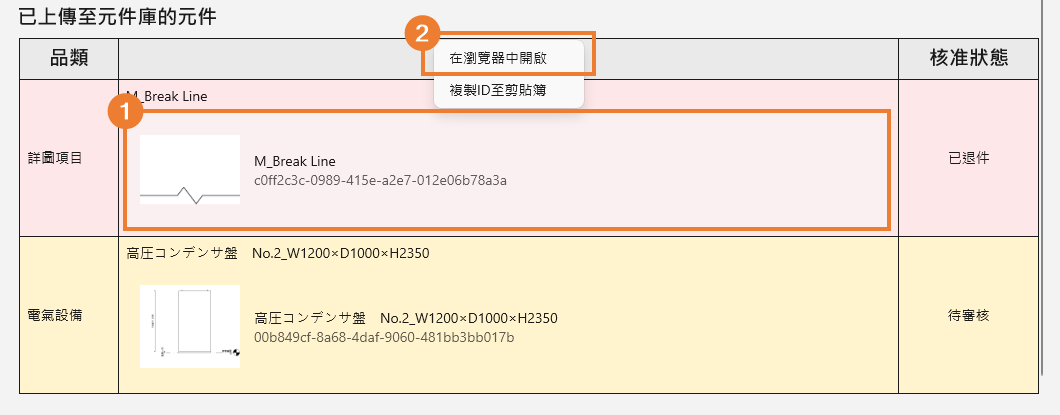 已上傳至元件庫的元件
品類
2
在瀏覽器中開啟
複製ID至剪貼簿
核准狀態
M_Break Line
1
詳圖項目
M_Break Line
c0ff2c3c-0989-415e-a2e7-012e06b78a3a
已退件
高圧コンデンサ盤　No.2_W1200×D1000×H2350
電氣設備
高圧コンデンサ盤　No.2_W1200×D1000×H2350
00b849cf-8a68-4daf-9060-481bb3bb017b
待審核